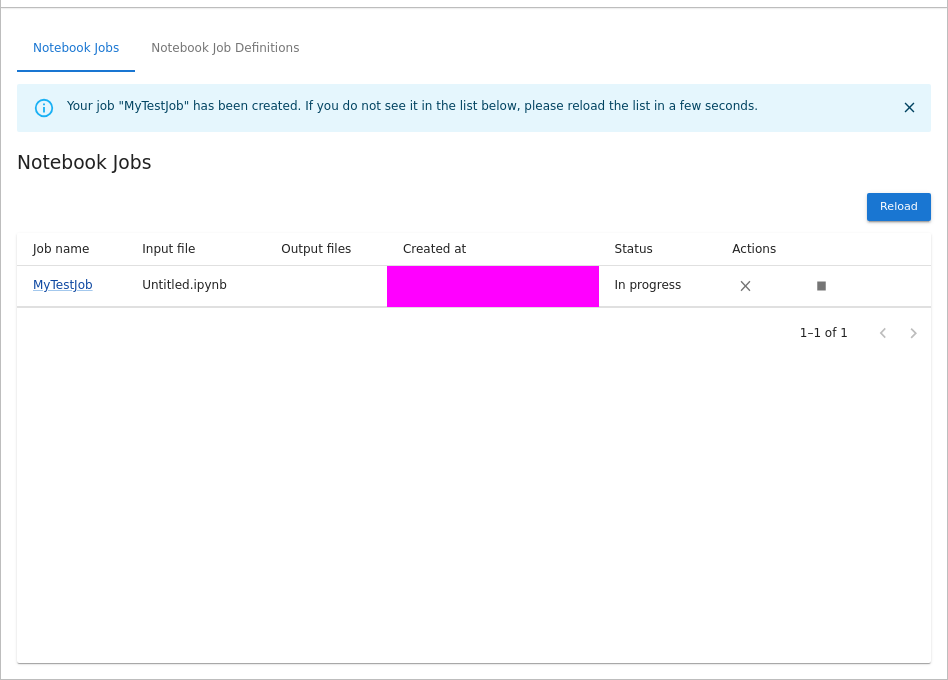 Notebook Jobs Notebook Job Definitions
Your job "MyTestJob" has been created. If you do not see it in the list below, please reload the list in a few seconds.
Notebook Jobs
Reload
Job name Input file Output files Created at Status Actions
MyTestJob Untitled.ipynb In progress
1–1 of 1